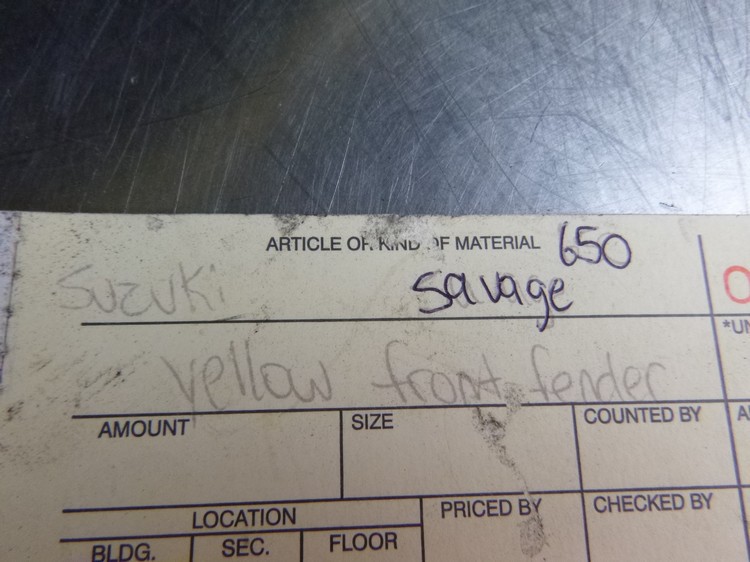 ARTICLE OR KIND OF MATERIAL 650
Suzuki Savage
yellow front fender
AMOUNT SIZE COUNTED BY
LOCATION PRICED BY CHECKED BY
BLDG. SEC. FLOOR